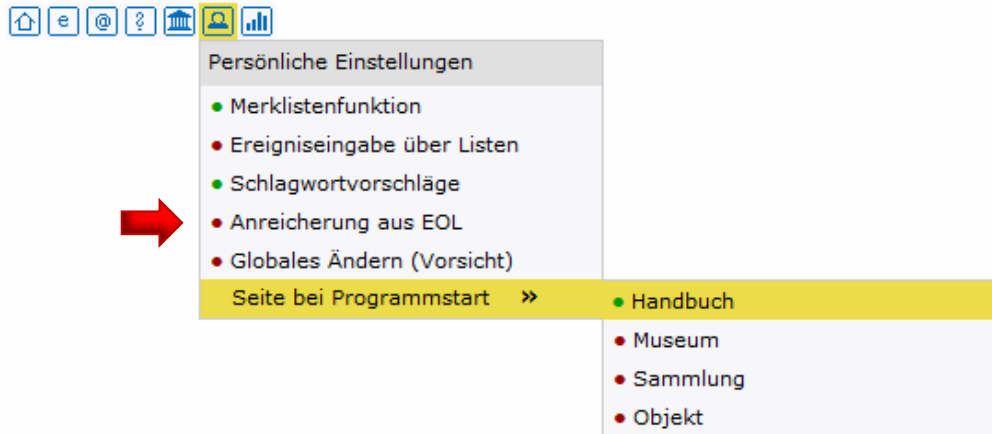 e @ ?
Persönliche Einstellungen
• Merklistenfunktion
• Ereigniseingabe über Listen
• Schlagwortvorschläge
• Anreicherung aus EOL
• Globales Ändern (Vorsicht)
Seite bei Programmstart »
• Handbuch
• Museum
• Sammlung
• Objekt